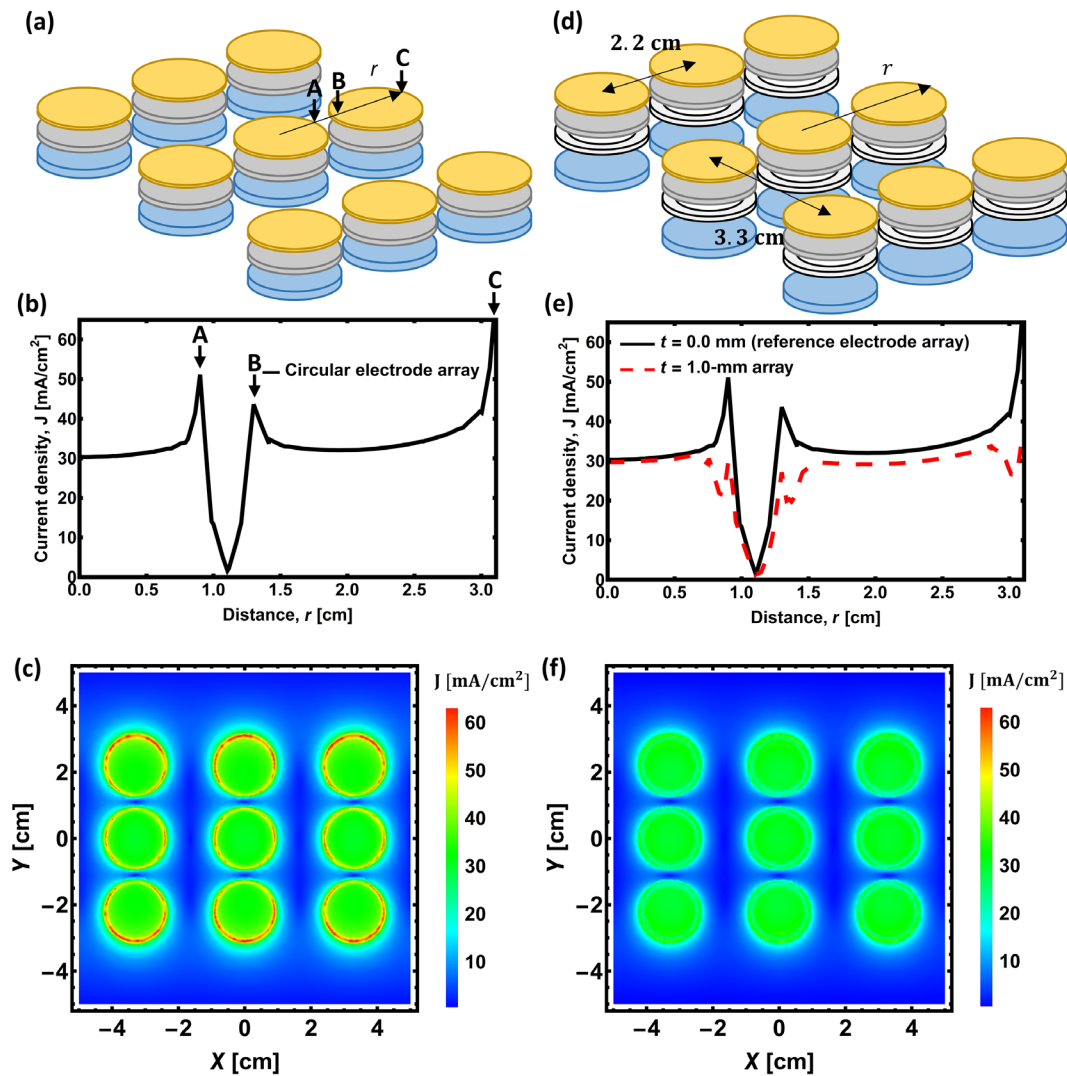 (a)
r
C
B
A
(d)
2.2 cm
r
3.3 cm
(b)
C
A
B
Circular electrode array
Current density, J [mA/cm²]
60
50
40
30
20
10
0
0.0 0.5 1.0 1.5 2.0 2.5 3.0
Distance, r [cm]
(e)
t = 0.0 mm (reference electrode array)
t = 1.0-mm array
Current density, J [mA/cm²]
60
50
40
30
20
10
0
0.0 0.5 1.0 1.5 2.0 2.5 3.0
Distance, r [cm]
(c)
J [mA/cm²]
Y [cm]
4
2
0
−2
−4
−4 −2 0 2 4
X [cm]
60
50
40
30
20
10
(f)
J [mA/cm²]
Y [cm]
4
2
0
−2
−4
−4 −2 0 2 4
X [cm]
60
50
40
30
20
10